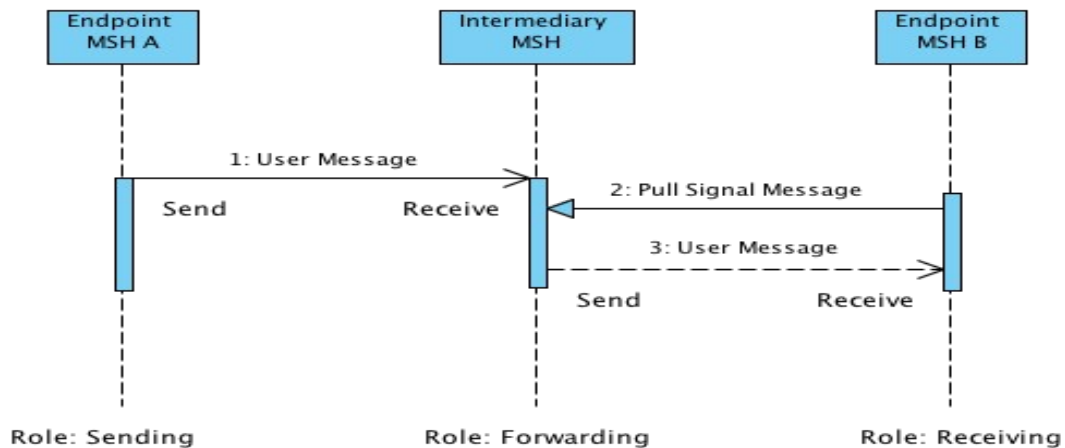 Endpoint
MSH A
Intermediary
MSH
Endpoint
MSH B
1: User Message
Send
Receive
2: Pull Signal Message
3: User Message
Send
Receive
Role: Sending
Role: Forwarding
Role: Receiving